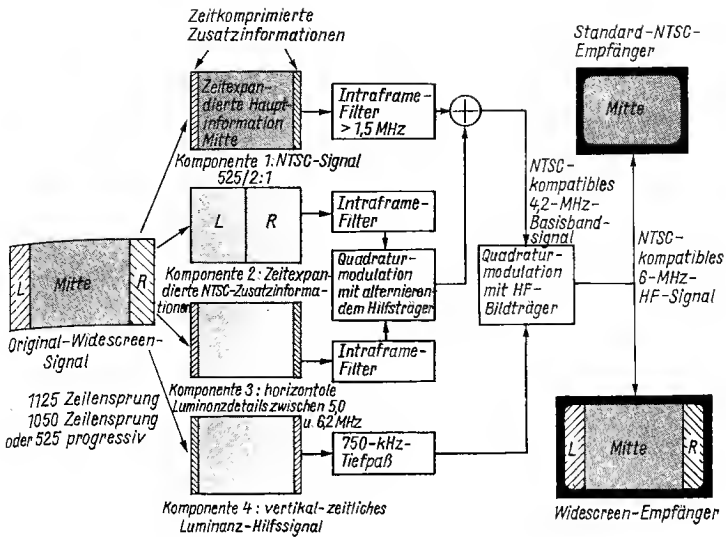 Zeitkomprimierte
Zusatzinformationen
Zeitexpan-
dierte Haupt-
information
Mitte
Komponente 1: NTSC-Signal
525/2:1
Intraframe-
Filter
> 1,5 MHz
Standard-NTSC-
Empfänger
Mitte
L
R
Komponente 2: Zeitexpan-
dierte NTSC-Zusatzinforma-
tionen
Intraframe-
Filter
Quadratur-
modulation
mit alternieren-
dem Hilfsträger
Intraframe-
Filter
NTSC-
kompatibles
4,2-MHz-
Basisband-
signal
Quadratur-
modulation
mit HF-
Bildträger
NTSC-
kompatibles
6-MHz-
HF-Signal
L
Mitte
R
Original-Widescreen-
Signal
1125 Zeilensprung
1050 Zeilensprung
oder 525 progressiv
Komponente 3: horizontole
Luminonzdetails zwischen 5,0
u. 6,2 MHz
750-kHz-
Tiefpaß
Komponente 4: vertikal-zeitliches
Luminanz-Hilfssignal
L
Mitte
R
Widescreen-Empfänger